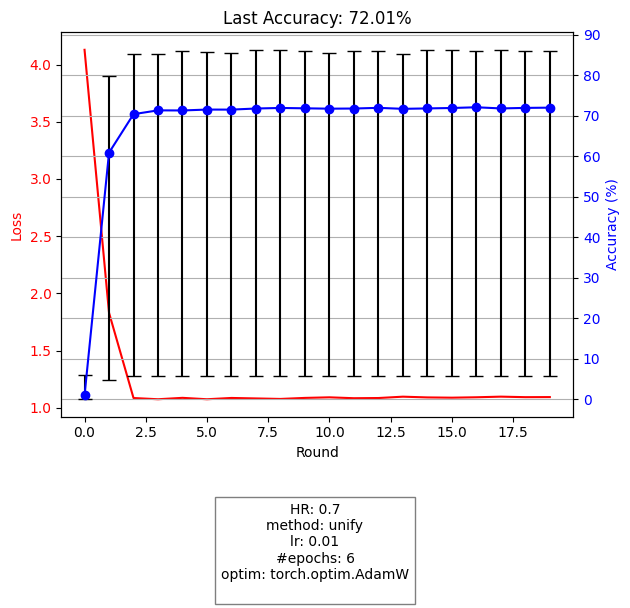 Last Accuracy: 72.01%
4.0
3.5
3.0
2.5
2.0
1.5
1.0
Loss
90
80
70
60
50
40
30
20
10
0
Accuracy (%)
0.0 2.5 5.0 7.5 10.0 12.5 15.0 17.5
Round
HR: 0.7
method: unify
lr: 0.01
#epochs: 6
optim: torch.optim.AdamW